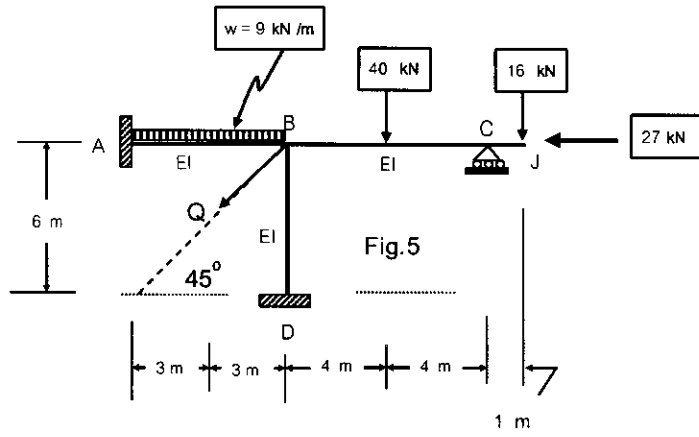 w = 9 kN /m
40 kN
16 kN
27 kN
A
B
C
J
EI
EI
6 m
Q
EI
Fig.5
45°
D
3 m
3 m
4 m
4 m
1 m